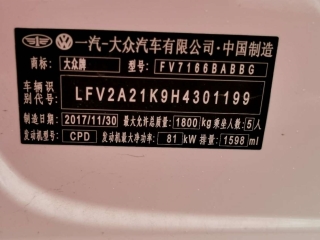 一汽-大众汽车有限公司·中国制造
商标: 大众牌 型号: FV7166BABBG
车辆识别代号: LFV2A21K9H4301199
制造日期 2017/11/30 最大允许总质量 1800 kg 乘坐人数 5 人
发动机型号 CPD 发动机最大净功率: 81 kW 排量: 1598 ml